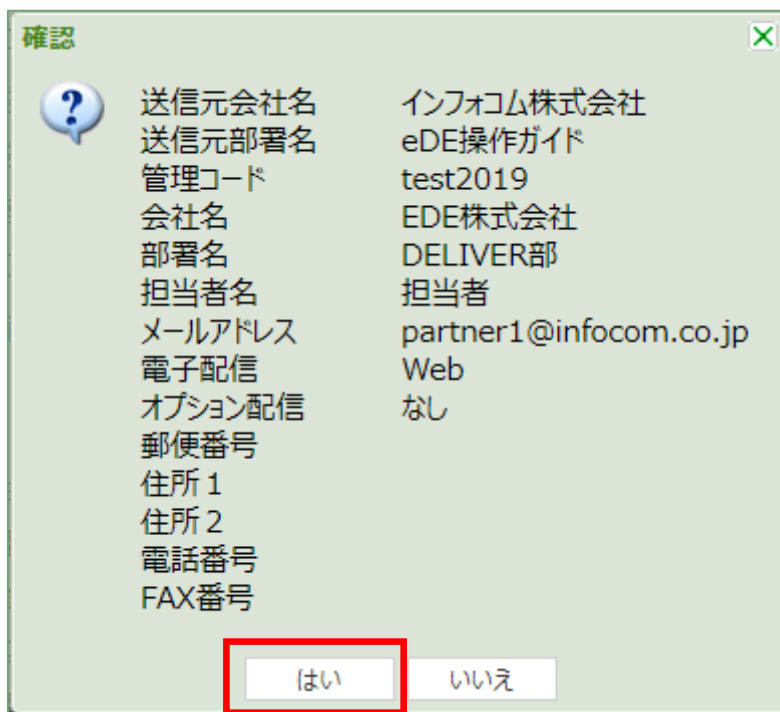 確認
送信元会社名 インフォコム株式会社
送信元部署名 eDE操作ガイド
管理コード test2019
会社名 EDE株式会社
部署名 DELIVER部
担当者名 担当者
メールアドレス partner1@infocom.co.jp
電子配信 Web
オプション配信 なし
郵便番号
住所１
住所２
電話番号
FAX番号
はい いいえ